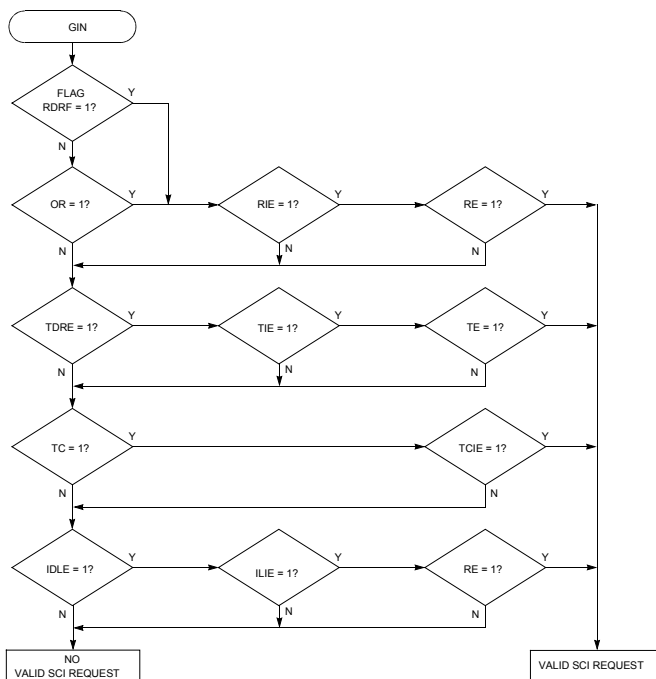 GIN
FLAG
RDRF = 1?
Y
N
OR = 1?
Y
RIE = 1?
Y
RE = 1?
Y
N
N
N
TDRE = 1?
Y
TIE = 1?
Y
TE = 1?
Y
N
N
N
TC = 1?
Y
TCIE = 1?
Y
N
N
IDLE = 1?
Y
ILIE = 1?
Y
RE = 1?
Y
N
N
N
NO
VALID SCI REQUEST
VALID SCI REQUEST